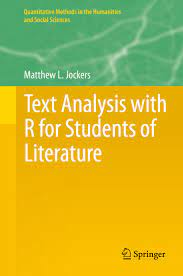 Quantitative Methods in the Humanities
and Social Sciences
Matthew L. Jockers
Text Analysis with
R for Students of
Literature
Springer